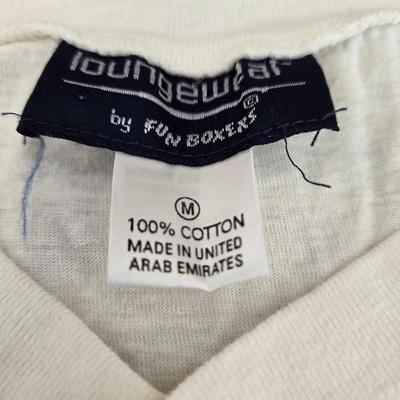 loungewear
by FUN BOXERS ©
M
100% COTTON
MADE IN UNITED
ARAB EMIRATES